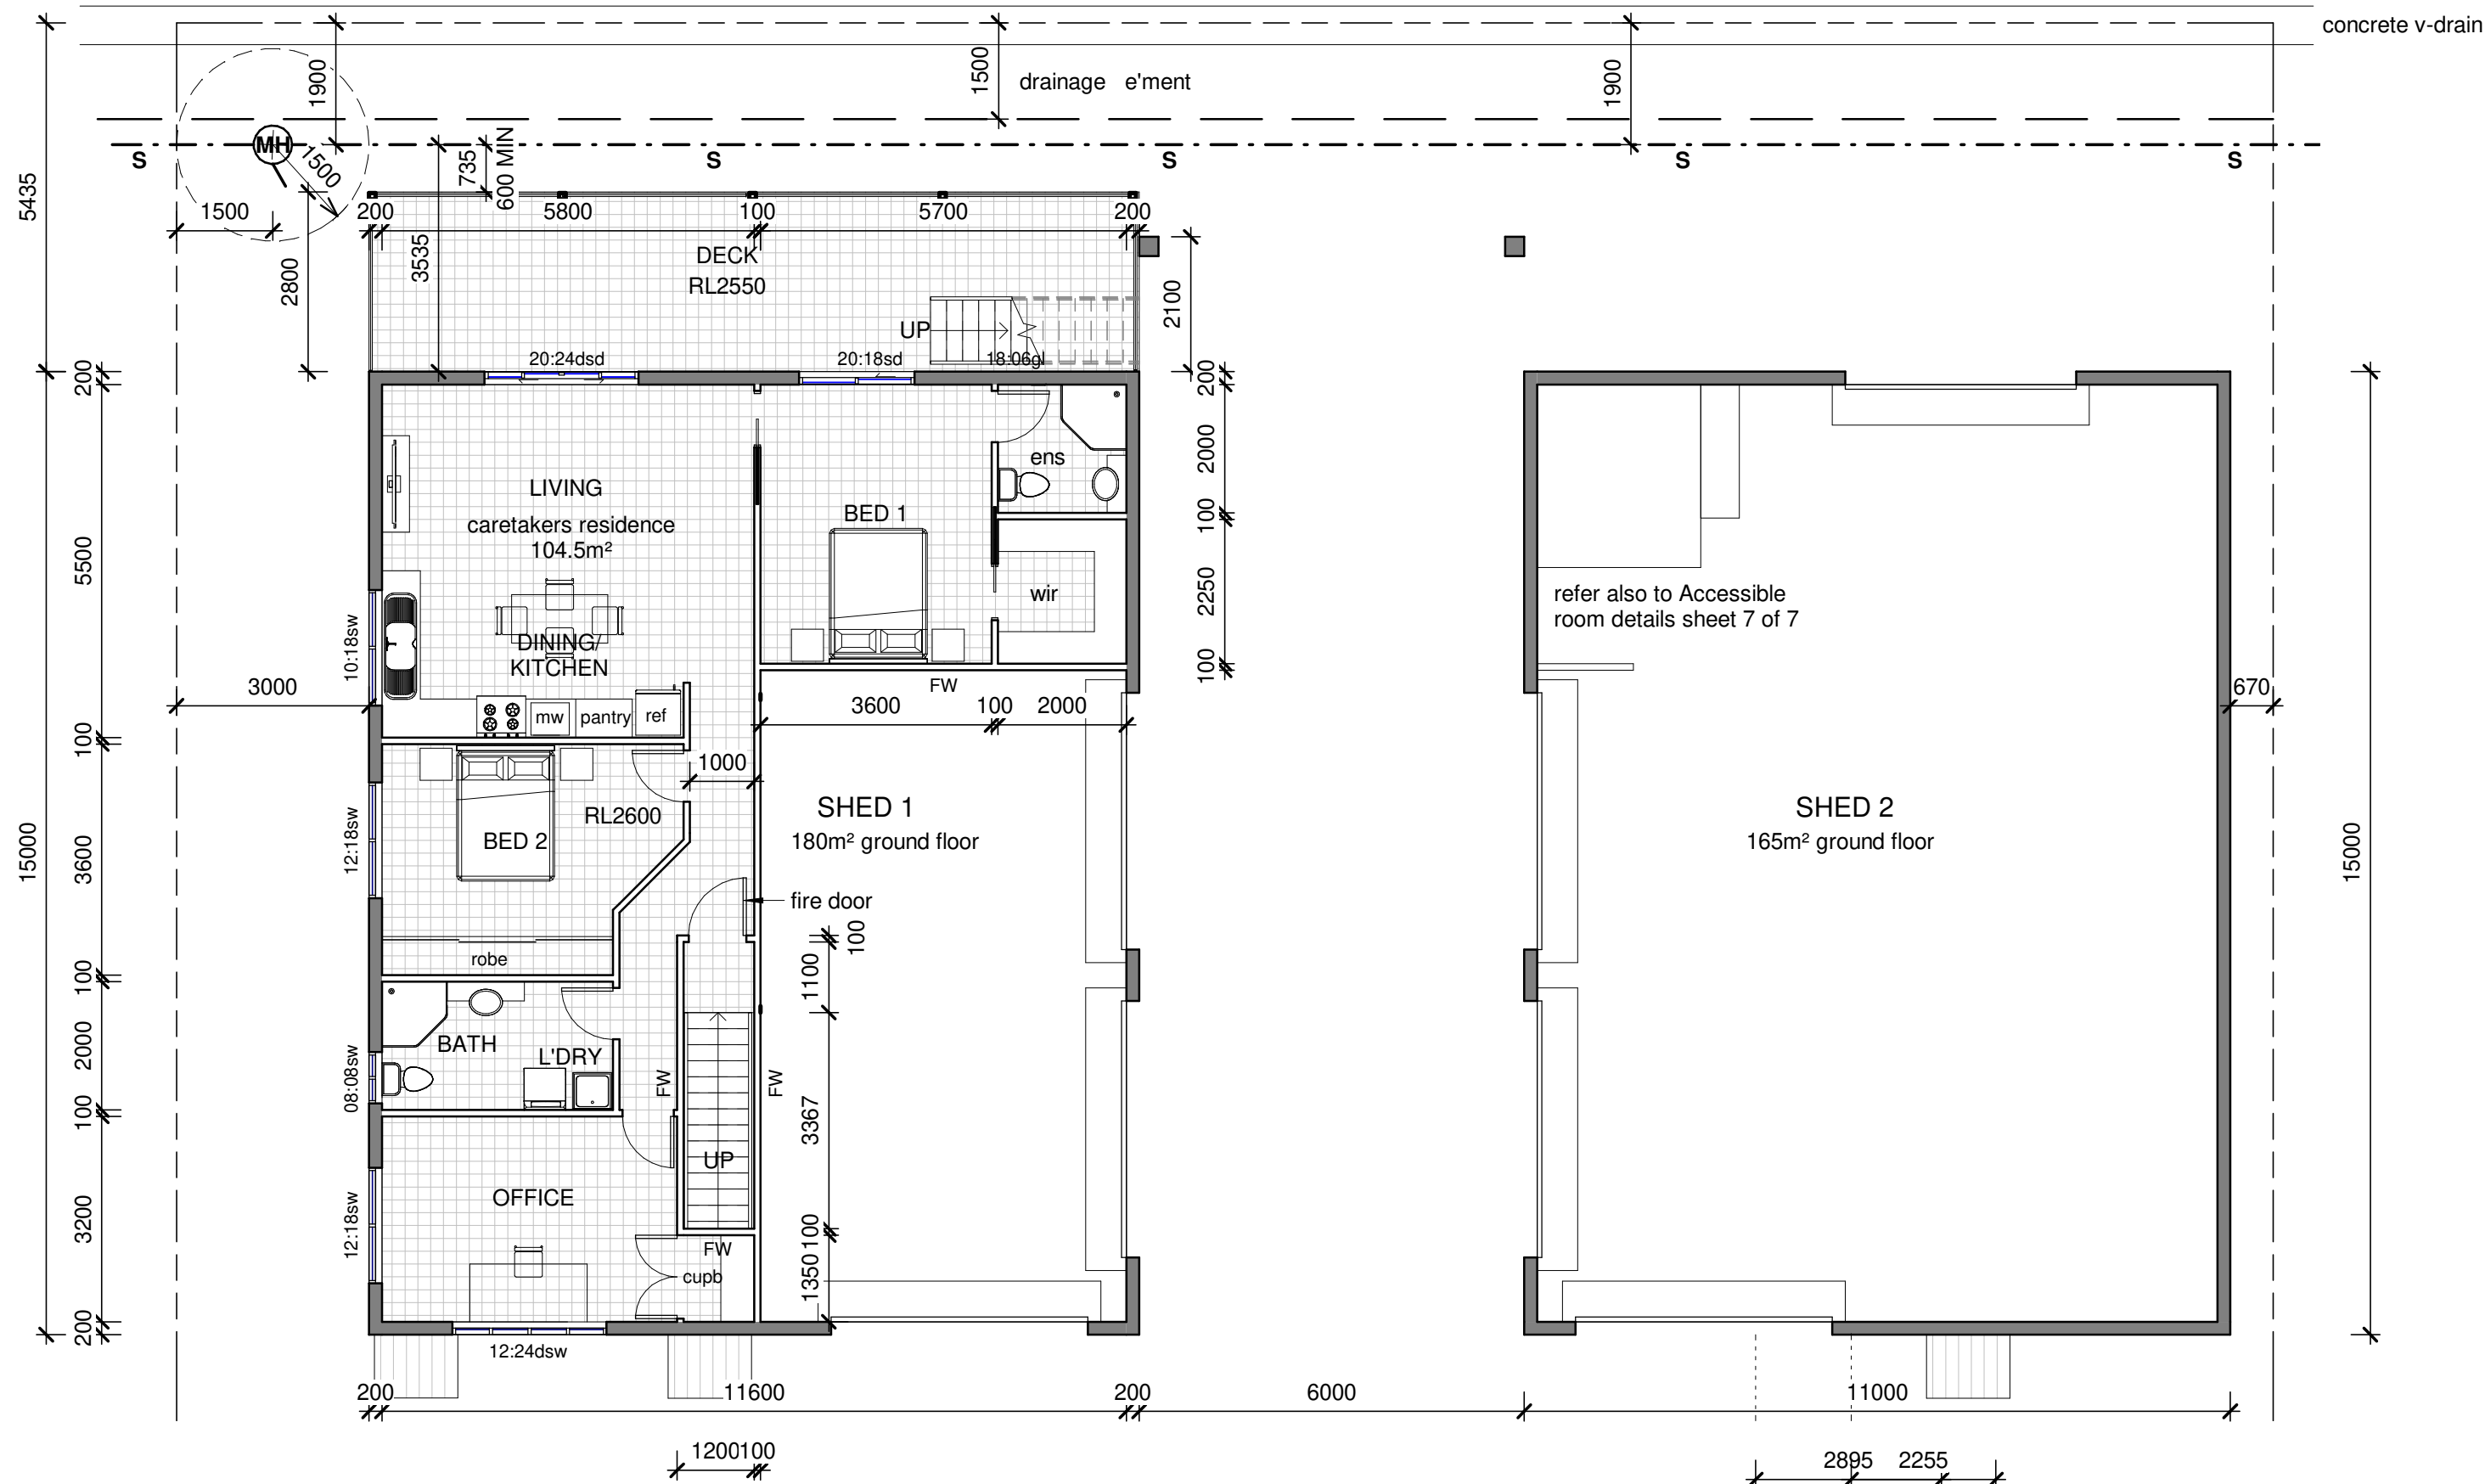 concrete v-drain
1900
1500
drainage e'ment
1900
MH
1500
S
S
S
S
S
735
600 MIN
5435
1500
200
5800
100
5700
200
3535
2800
DECK
RL2550
2100
UP
20:24dsd
20:18sd
18:06gl
200
200
2000
ens
LIVING
BED 1
caretakers residence
104.5m²
100
5500
refer also to Accessible
room details sheet 7 of 7
wir
2250
10:18sw
DINING/
KITCHEN
100
3000
FW
670
3600
100
2000
mw
pantry
ref
100
1000
SHED 1
180m² ground floor
SHED 2
165m² ground floor
RL2600
BED 2
12:18sw
15000
3600
15000
fire door
100
robe
100
1100
BATH
L'DRY
2000
08:08sw
FW
FW
100
3367
UP
OFFICE
12:18sw
3200
100
FW
cupb
1350
200
12:24dsw
200
11600
200
6000
11000
1200
100
2895
2255